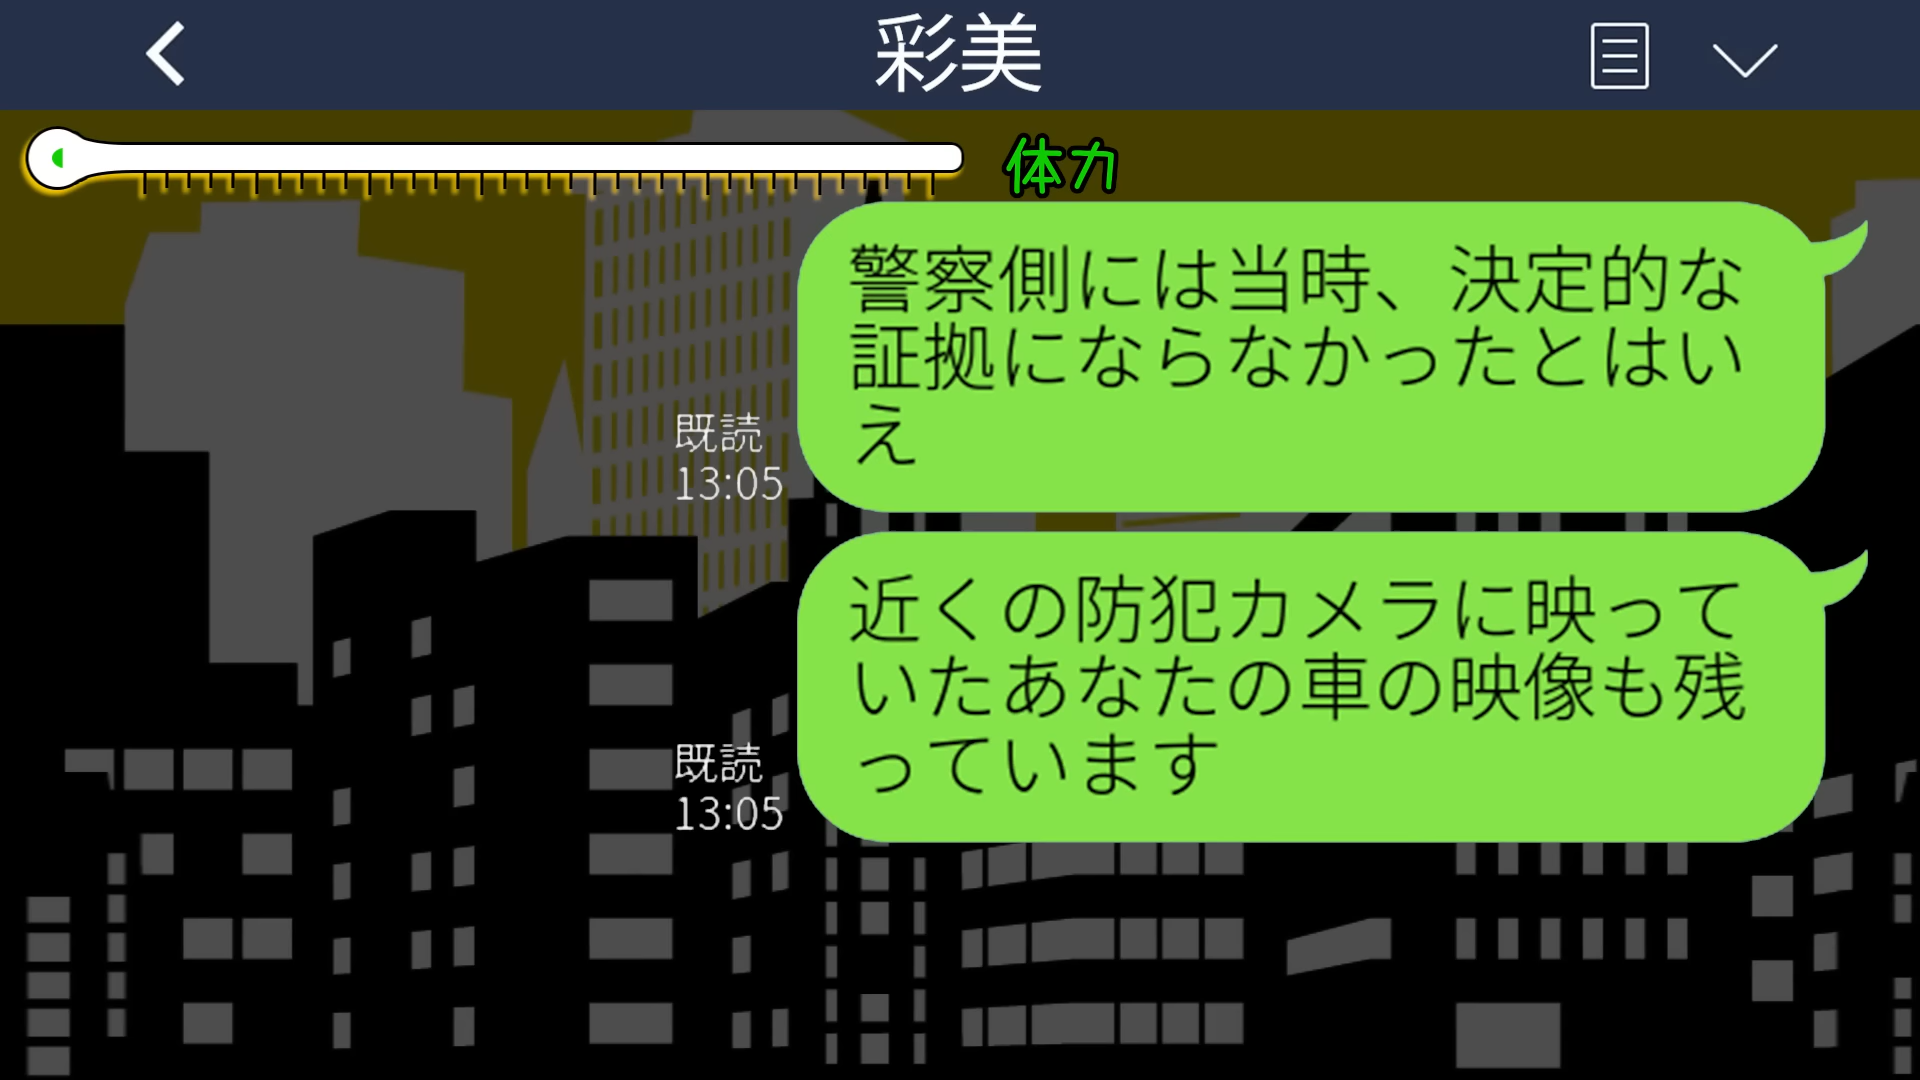 彩美
体力
警察側には当時、決定的な
証拠にならなかったとはい
え
既読
13:05
近くの防犯カメラに映って
いたあなたの車の映像も残
っています
既読
13:05